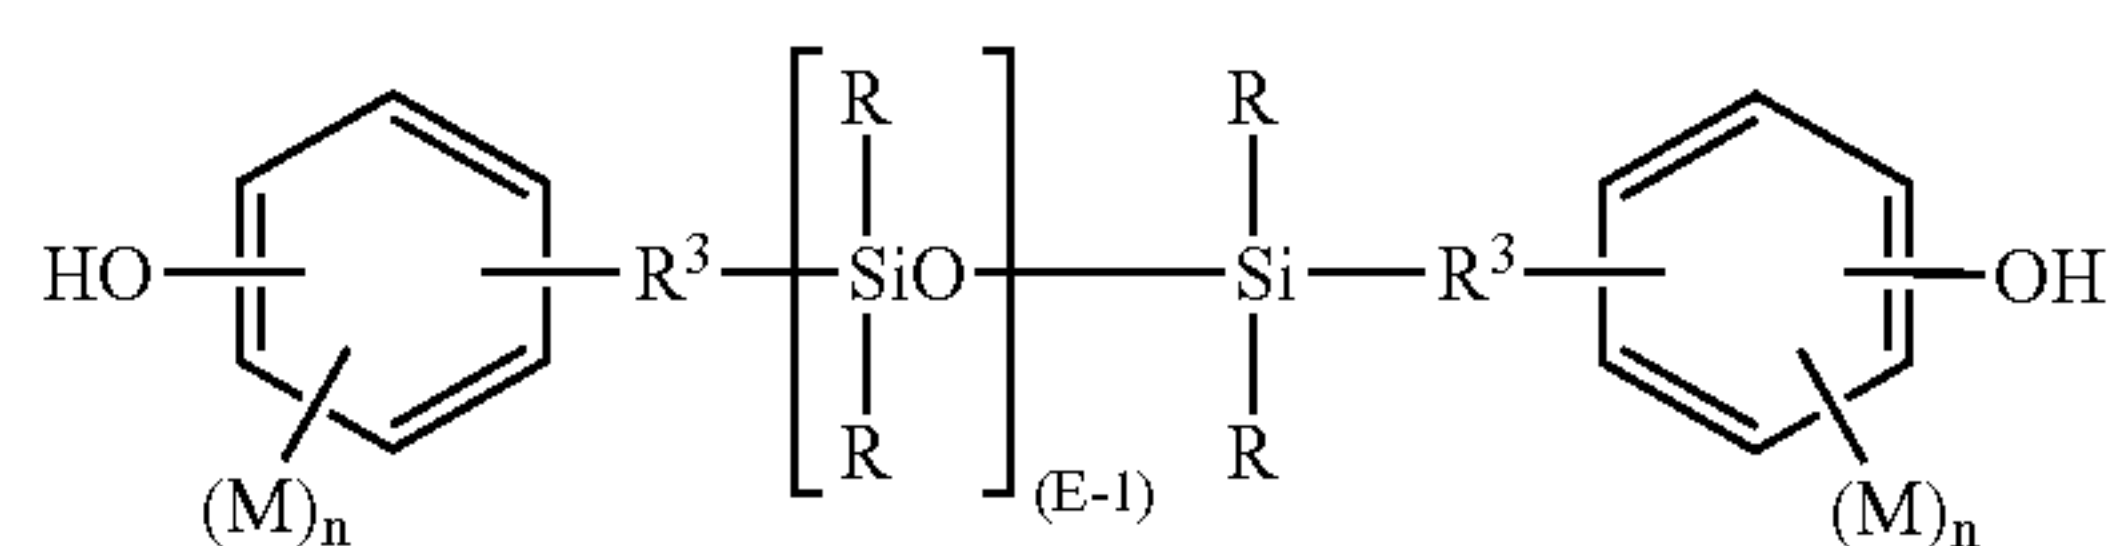 R R
HO R³ SiO Si R³ OH
R R
(E-1)
(M)n (M)n